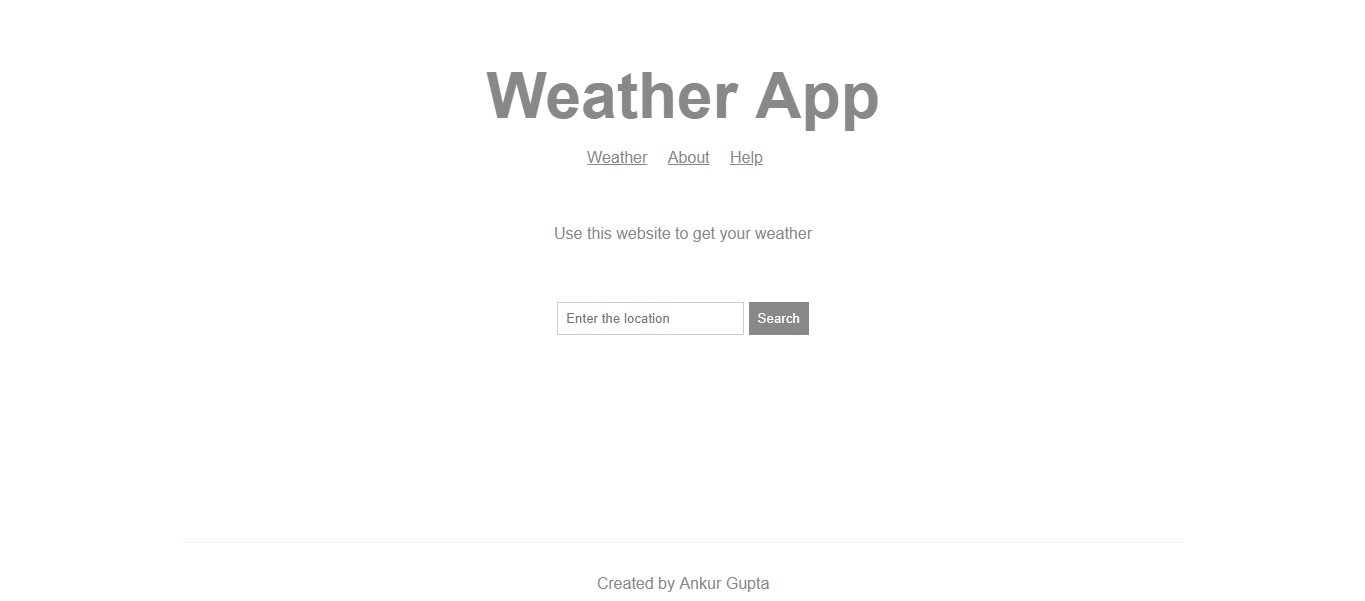 Weather App
Weather About Help
Use this website to get your weather
Enter the location Search
Created by Ankur Gupta